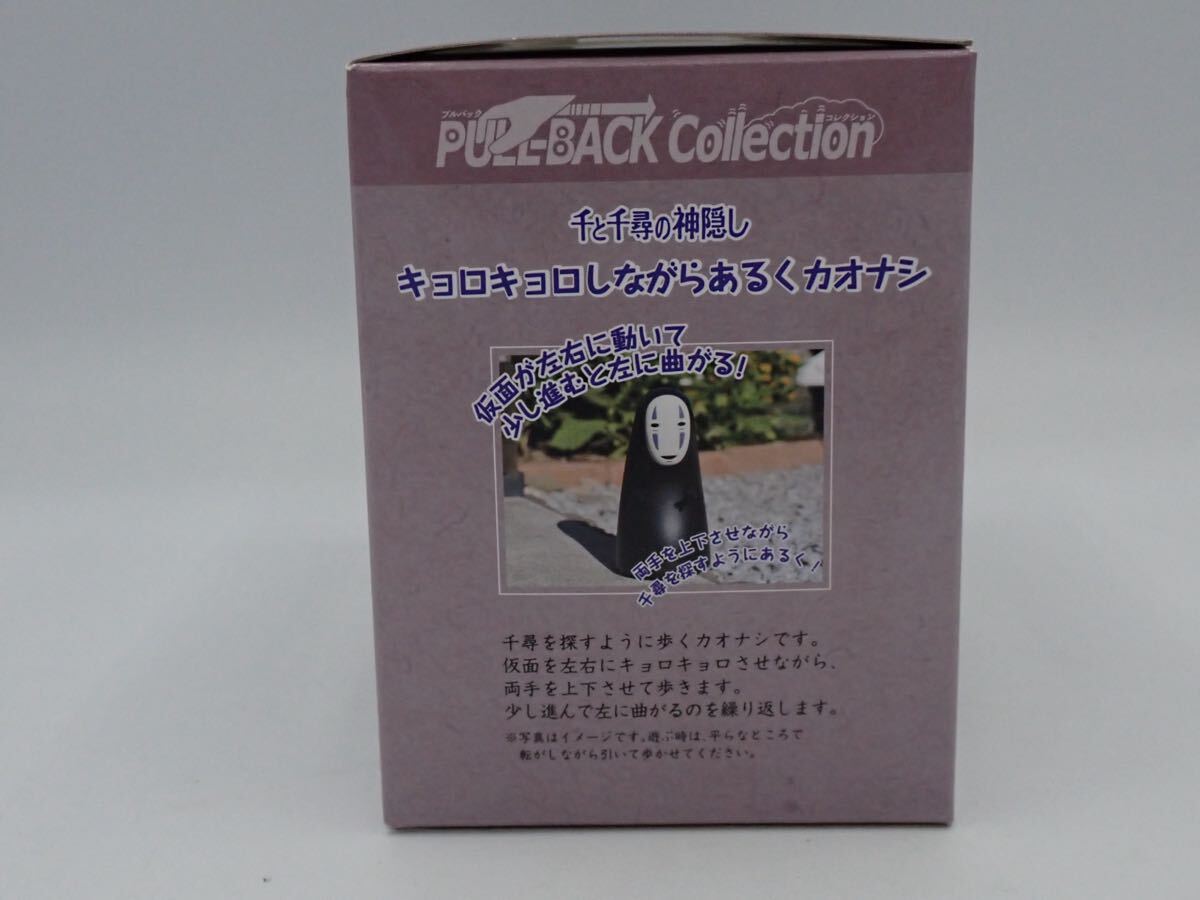 プルバック
PULL-BACK Collection
コレクション
千と千尋の神隠し
キョロキョロしながらあるくカオナシ
仮面が左右に動いて
少し進むと左に曲がる!
両手を上下させながら
千尋を探すようにあるく!
千尋を探すように歩くカオナシです。
仮面を左右にキョロキョロさせながら、
両手を上下させて歩きます。
少し進んで左に曲がるのを繰り返します。
※写真はイメージです。遊ぶ時は、平らなところで
転がしながら引いて歩かせてください。